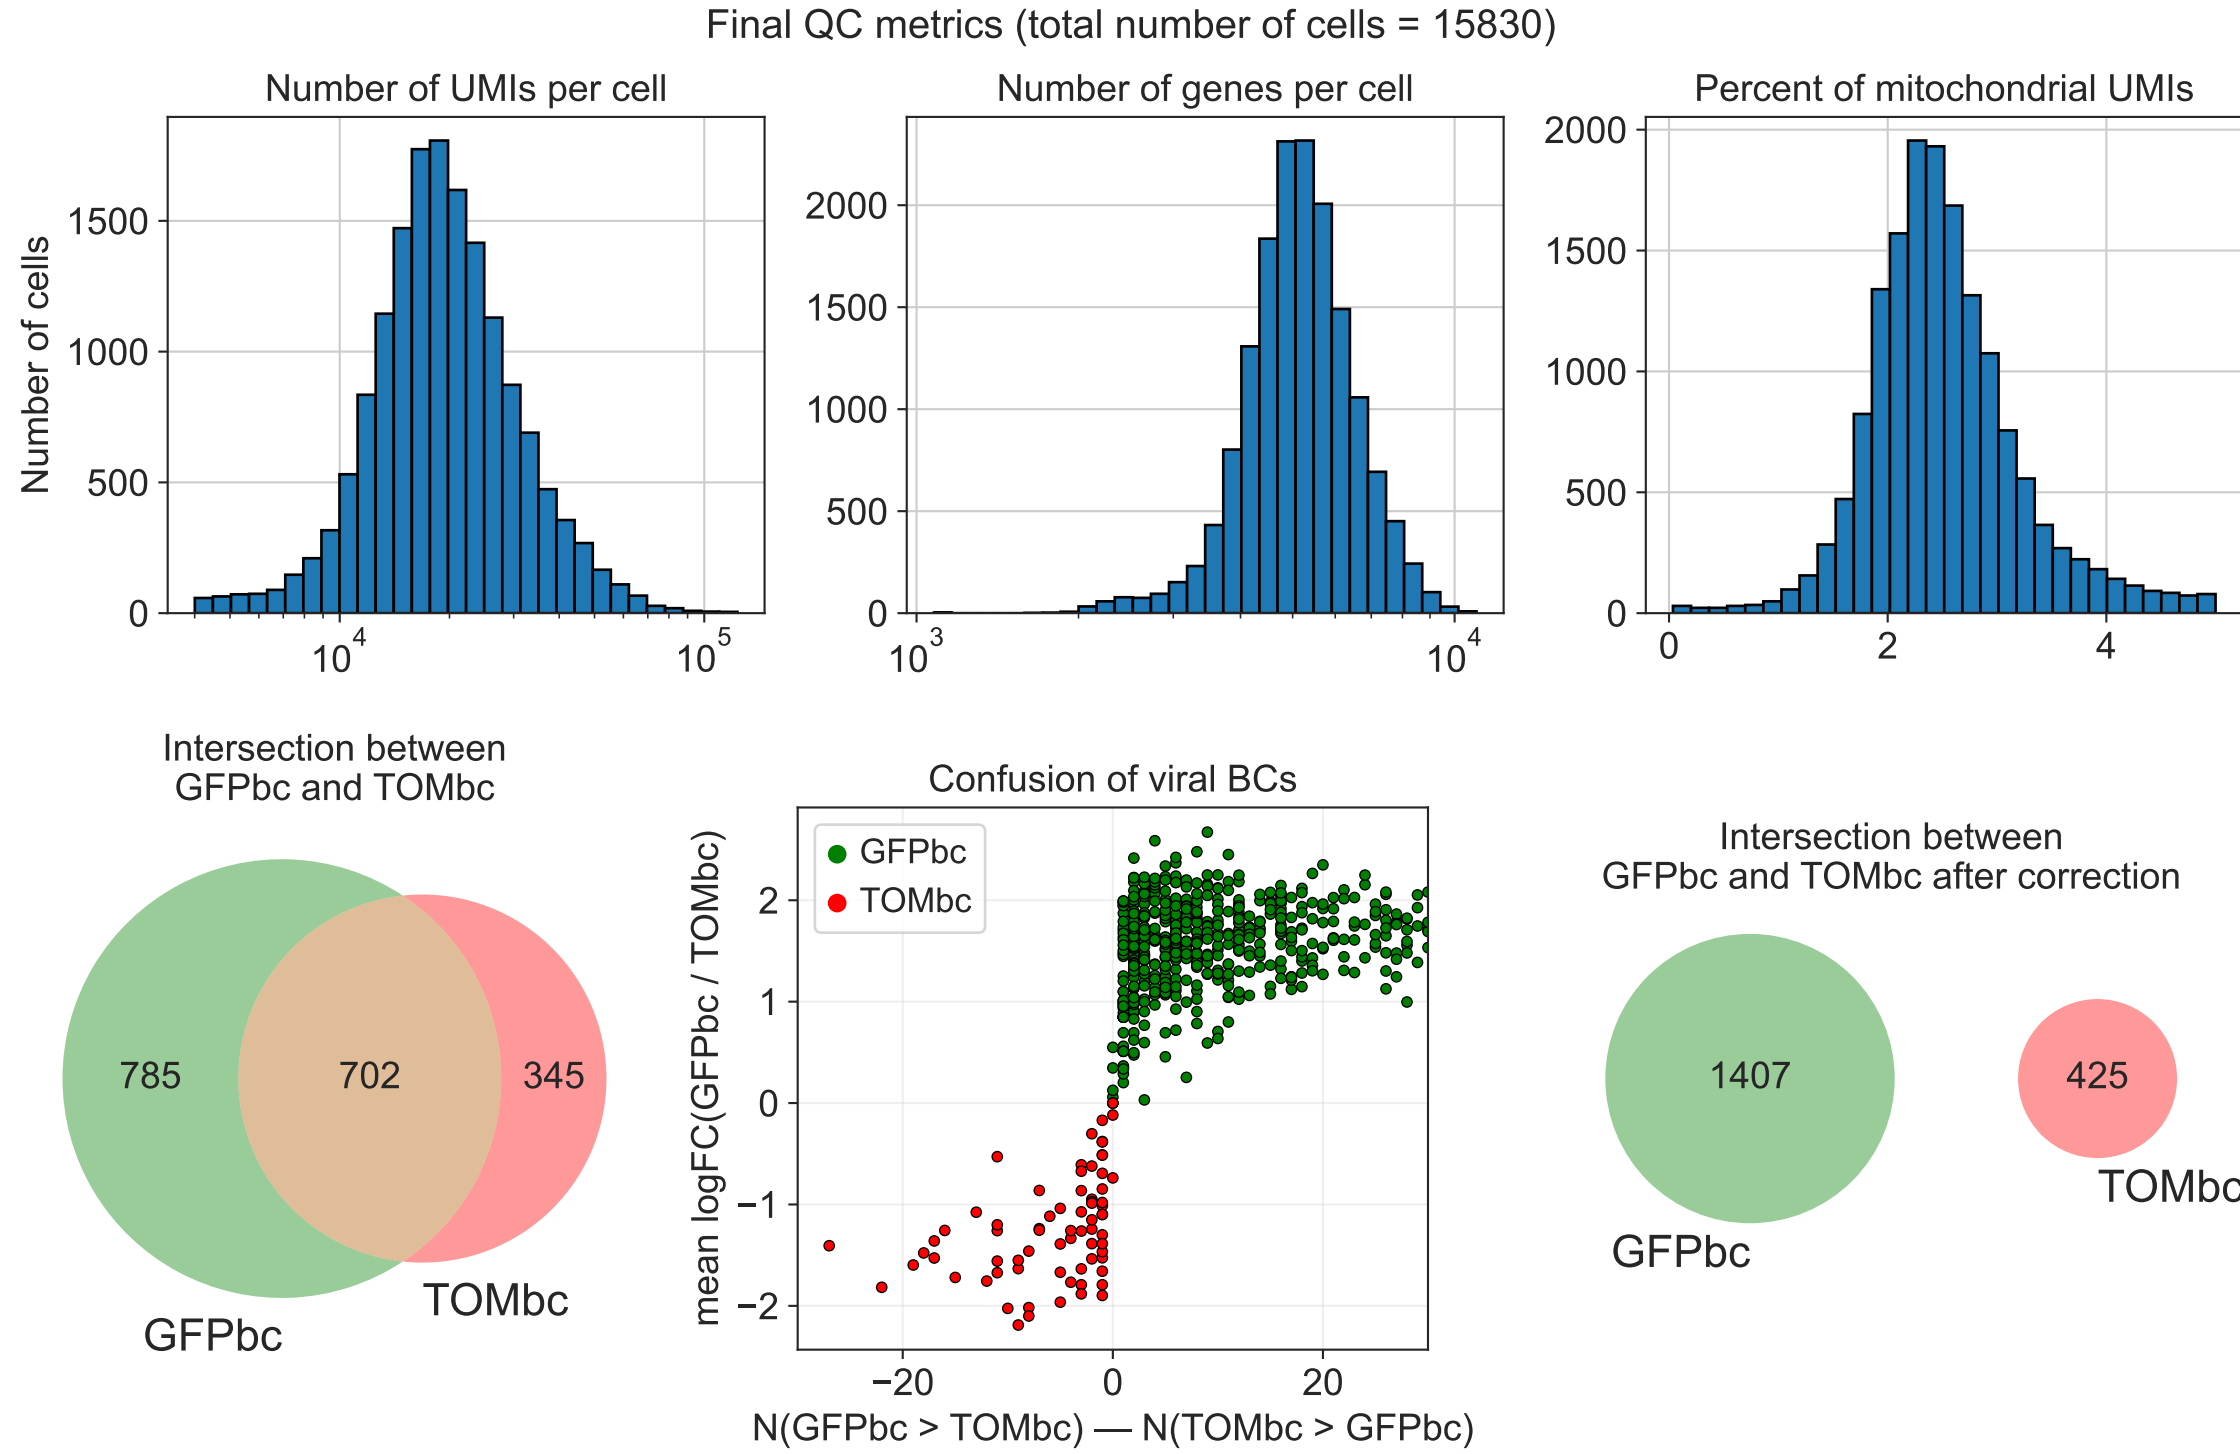 Final QC metrics (total number of cells = 15830)
Number of UMIs per cell
Number of cells
1500
1000
500
0
10^4
10^5
Number of genes per cell
2000
1500
1000
500
0
10^3
10^4
Percent of mitochondrial UMIs
2000
1500
1000
500
0
0
2
4
Intersection between
GFPbc and TOMbc
785
702
345
TOMbc
GFPbc
Confusion of viral BCs
GFPbc
TOMbc
mean logFC(GFPbc / TOMbc)
2
1
0
−1
−2
−20
0
20
N(GFPbc > TOMbc) — N(TOMbc > GFPbc)
Intersection between
GFPbc and TOMbc after correction
1407
425
TOMbc
GFPbc